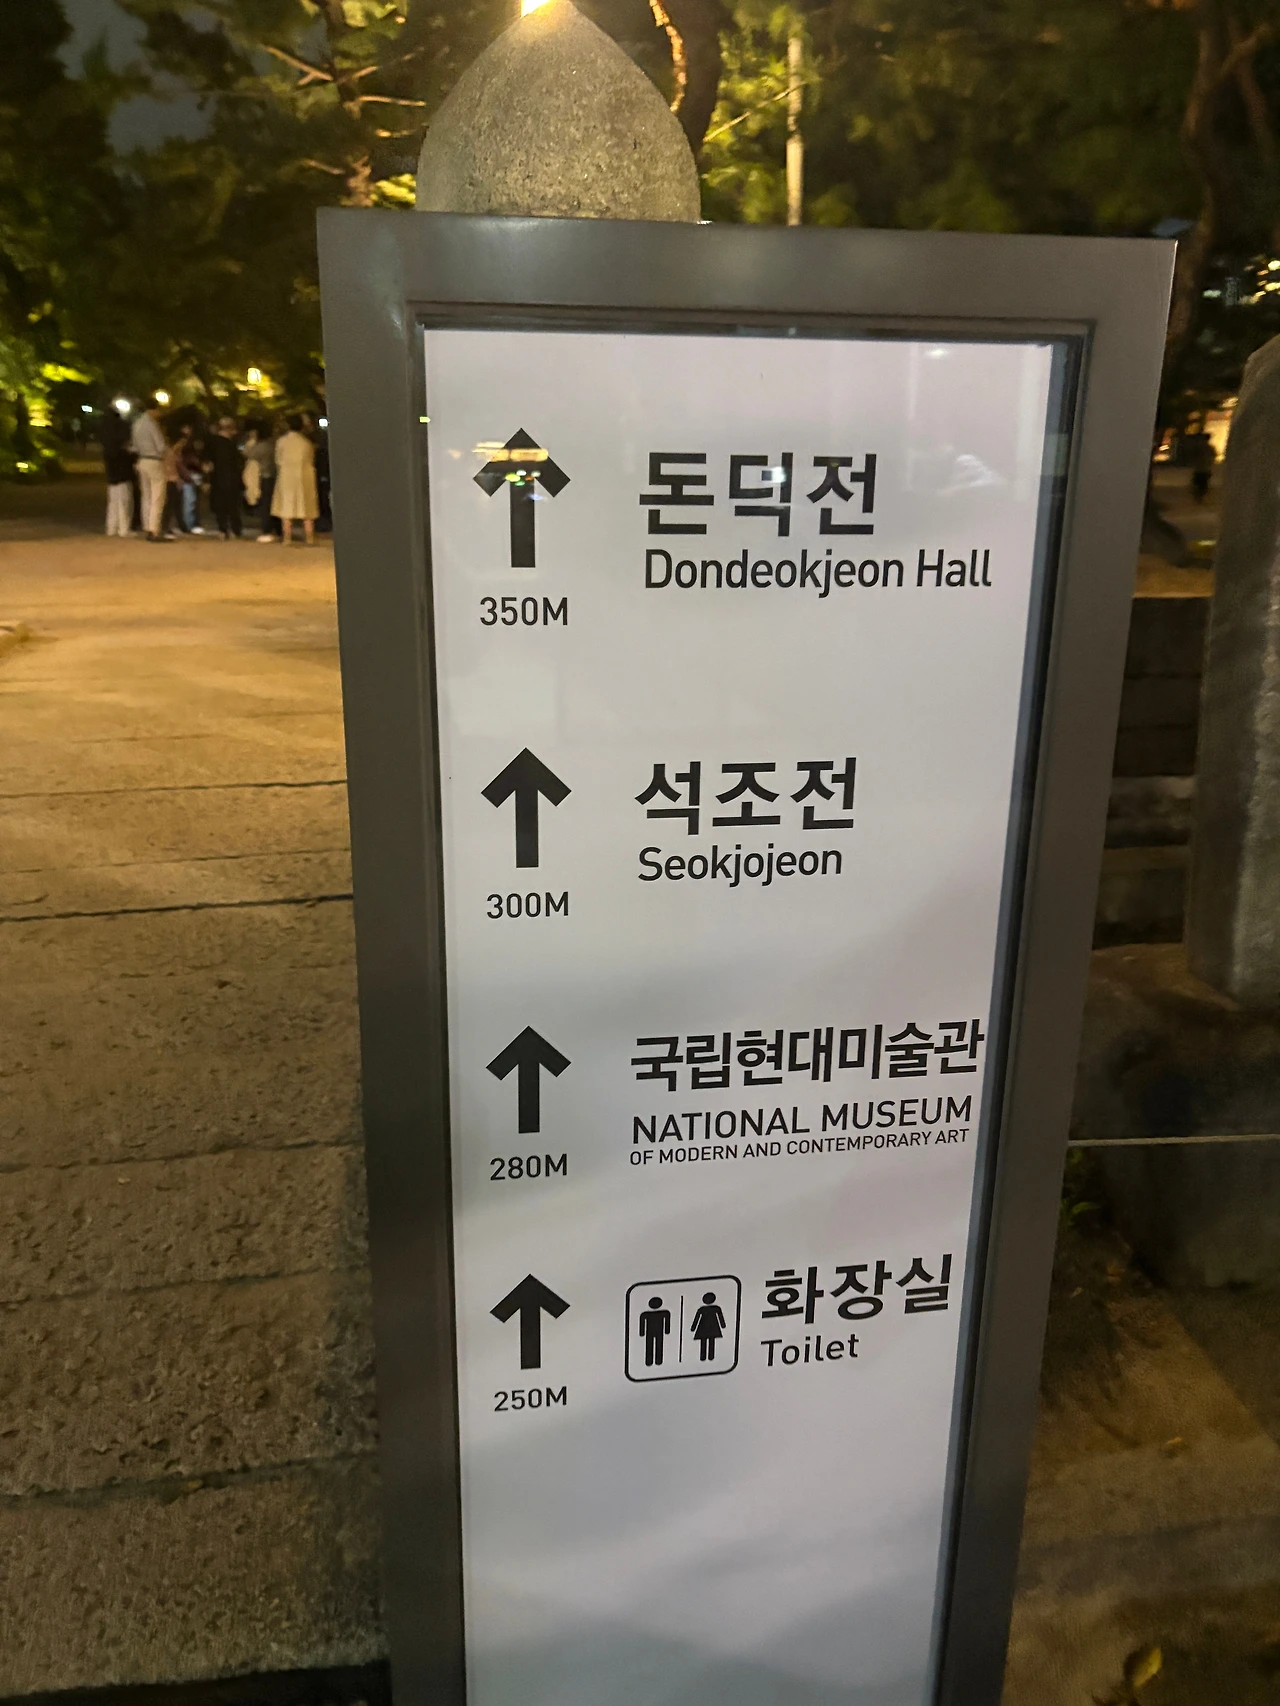 돈덕전
Dondeokjeon Hall
350M
석조전
Seokjojeon
300M
국립현대미술관
NATIONAL MUSEUM
OF MODERN AND CONTEMPORARY ART
280M
화장실
Toilet
250M